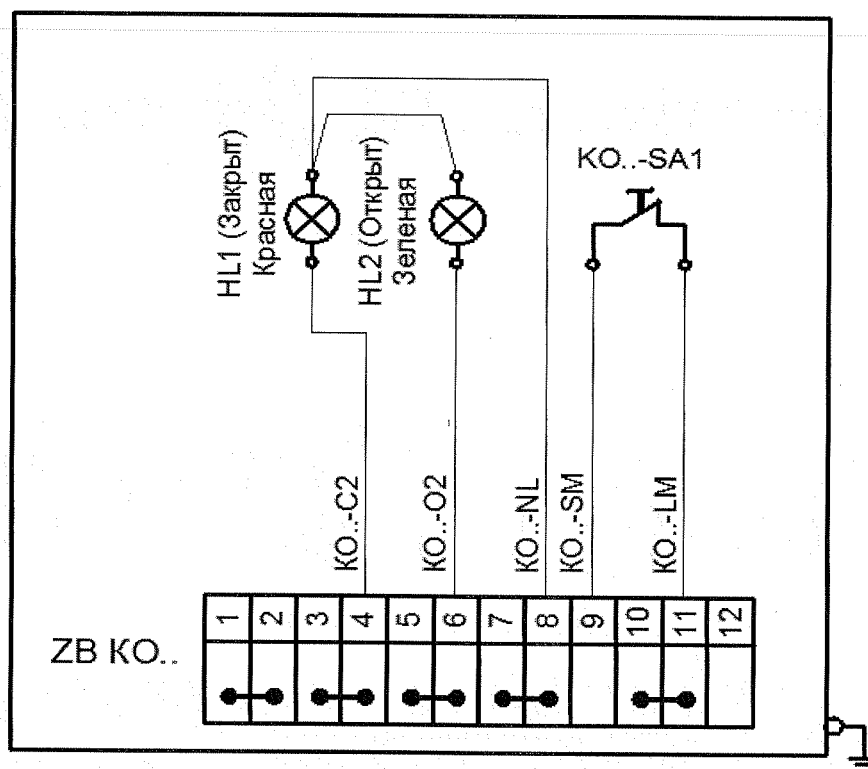 HL1 (Закрыт)
Красная
HL2 (Открыт)
Зеленая
KO..-SA1
KO..-C2
KO..-O2
KO..-NL
KO..-SM
KO..-LM
ZB KO..
1 2 3 4 5 6 7 8 9 10 11 12